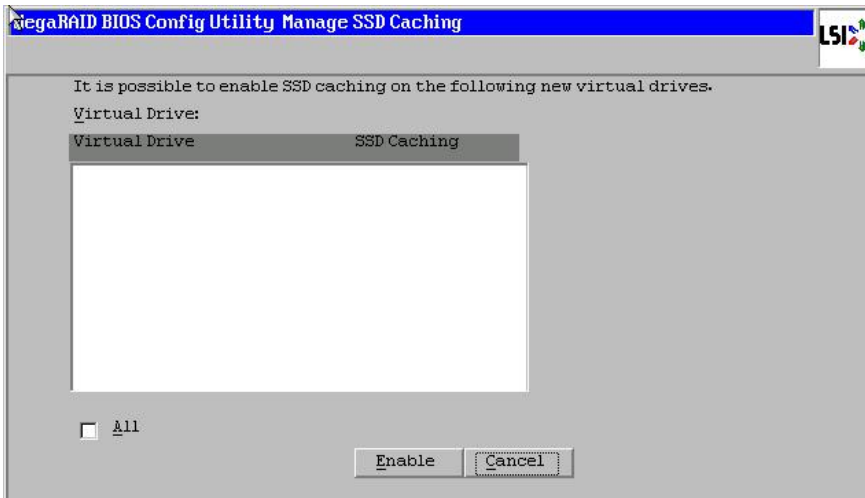 MegaRAID BIOS Config Utility Manage SSD Caching
LSI
It is possible to enable SSD caching on the following new virtual drives.
Virtual Drive:
Virtual Drive SSD Caching
All
Enable Cancel